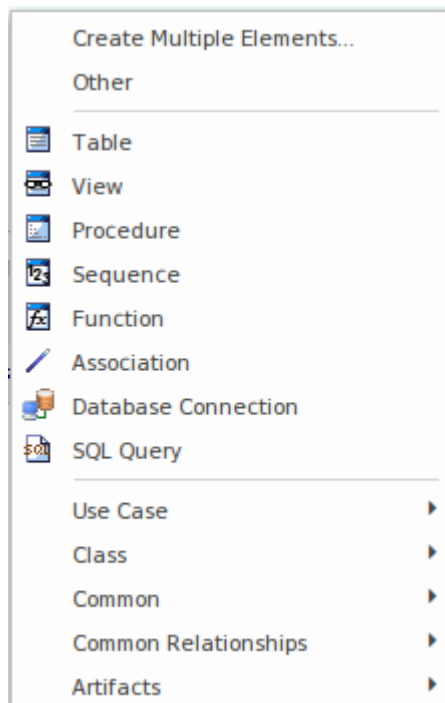 Create Multiple Elements...
Other
Table
View
Procedure
Sequence
Function
Association
Database Connection
SQL Query
Use Case
Class
Common
Common Relationships
Artifacts